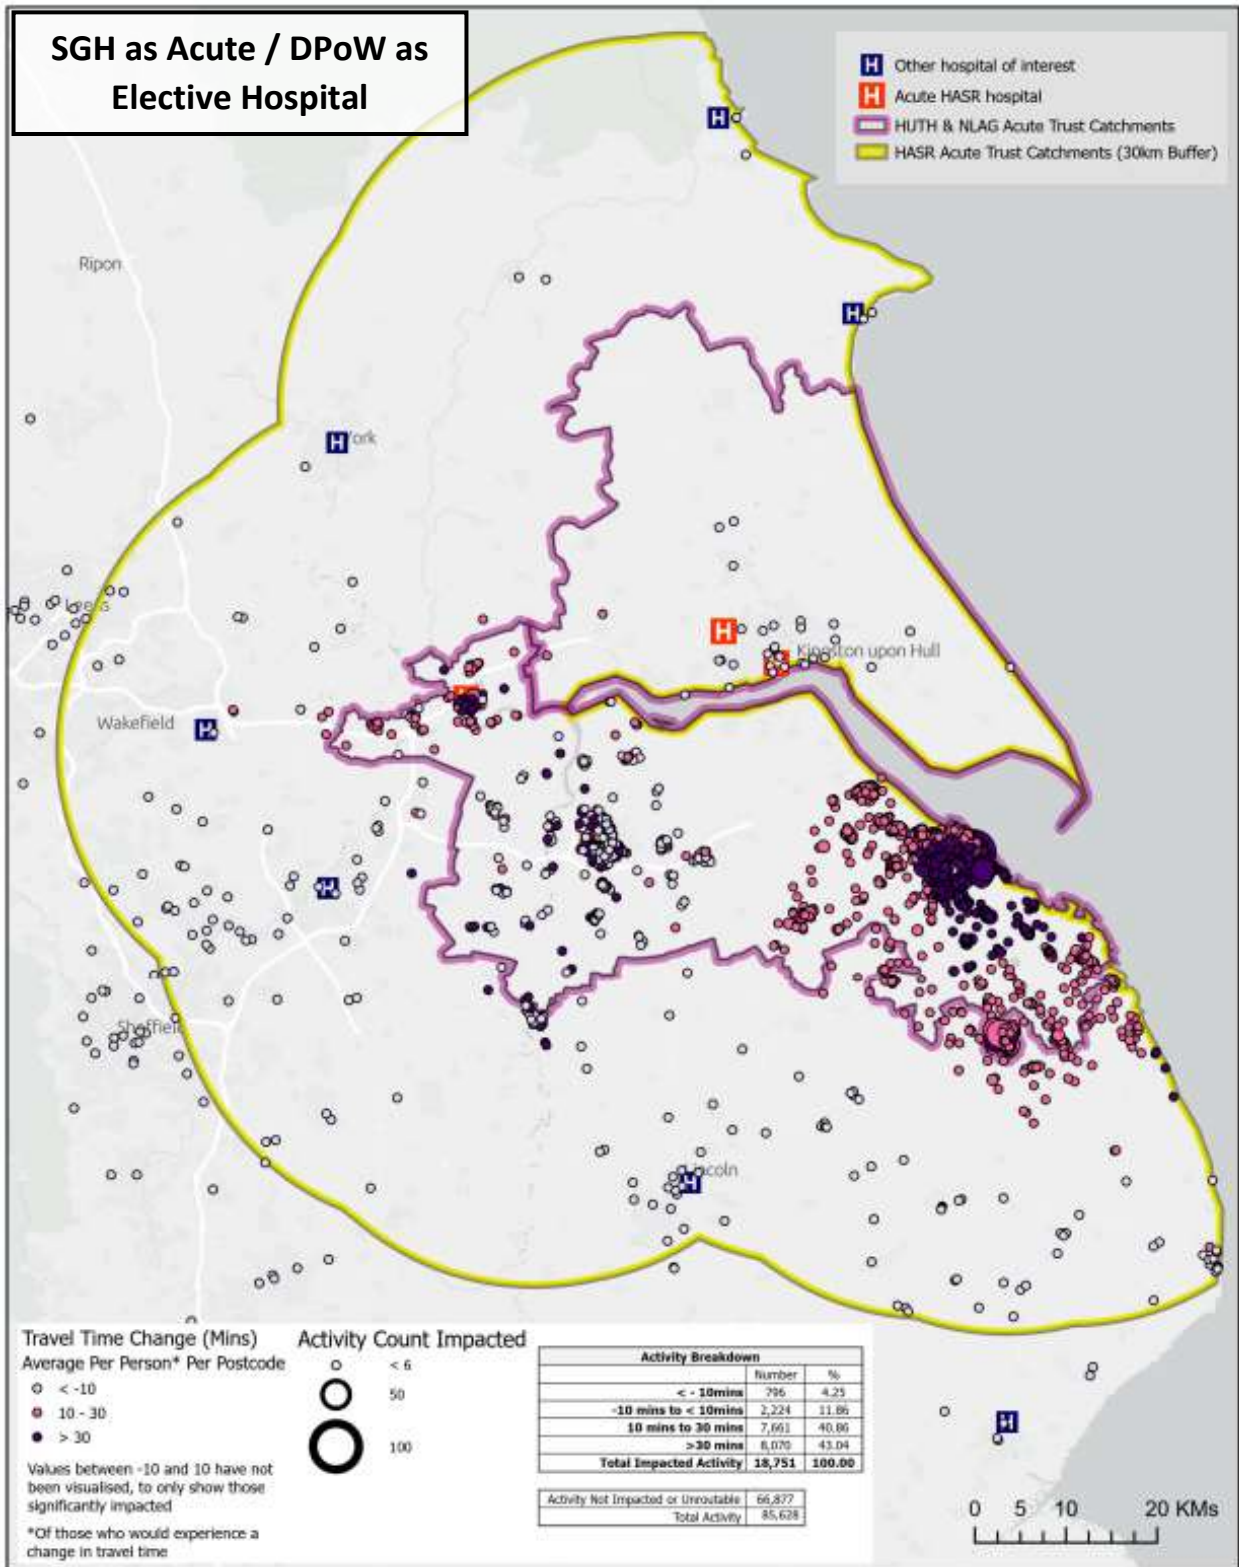 SGH as Acute / DPoW as
Elective Hospital
H Other hospital of interest
H Acute HASR hospital
HUTH & NLAG Acute Trust Catchments
HASR Acute Trust Catchments (30km Buffer)
H
Ripon
H
H
H
H Kingston upon Hull
Wakefield
H
H
Sheffield
H
Travel Time Change (Mins)
Average Per Person* Per Postcode
< -10
10 - 30
> 30
Values between -10 and 10 have not
been visualised, to only show those
significantly impacted
*Of those who would experience a
change in travel time
Activity Count Impacted
< 6
50
100
Activity Breakdown
Number %
< - 10mins 796 4.25
-10 mins to < 10mins 2,224 11.86
10 mins to 30 mins 7,661 40.86
>30 mins 8,070 43.04
Total Impacted Activity 18,751 100.00
Activity Not Impacted or Unroutable 66,877
Total Activity 85,628
H
0 5 10 20 KMs